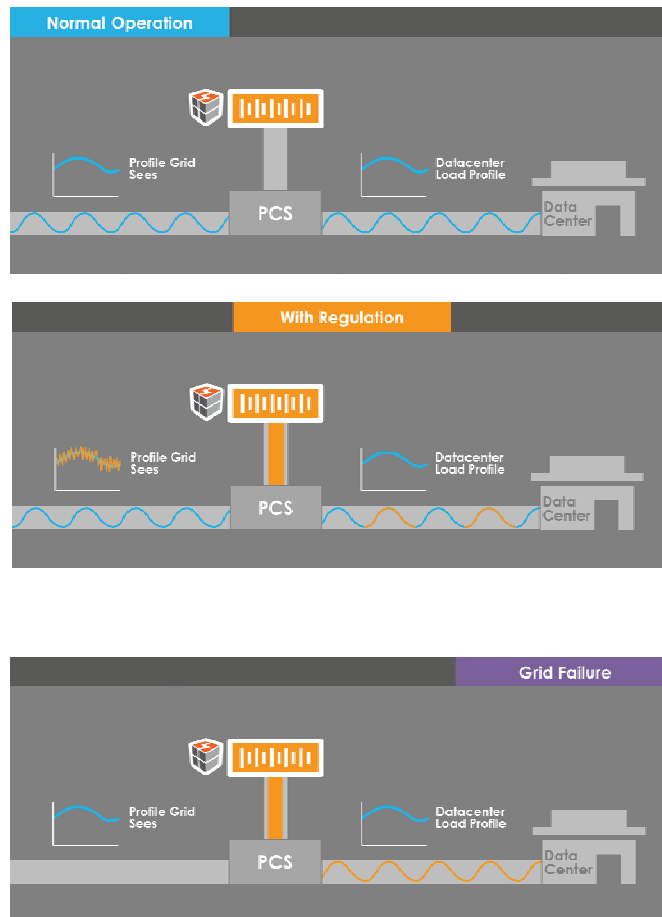 Normal Operation
Profile Grid
Sees
Datacenter
Load Profile
PCS
Data
Center
With Regulation
Profile Grid
Sees
Datacenter
Load Profile
PCS
Data
Center
Grid Failure
Profile Grid
Sees
Datacenter
Load Profile
PCS
Data
Center